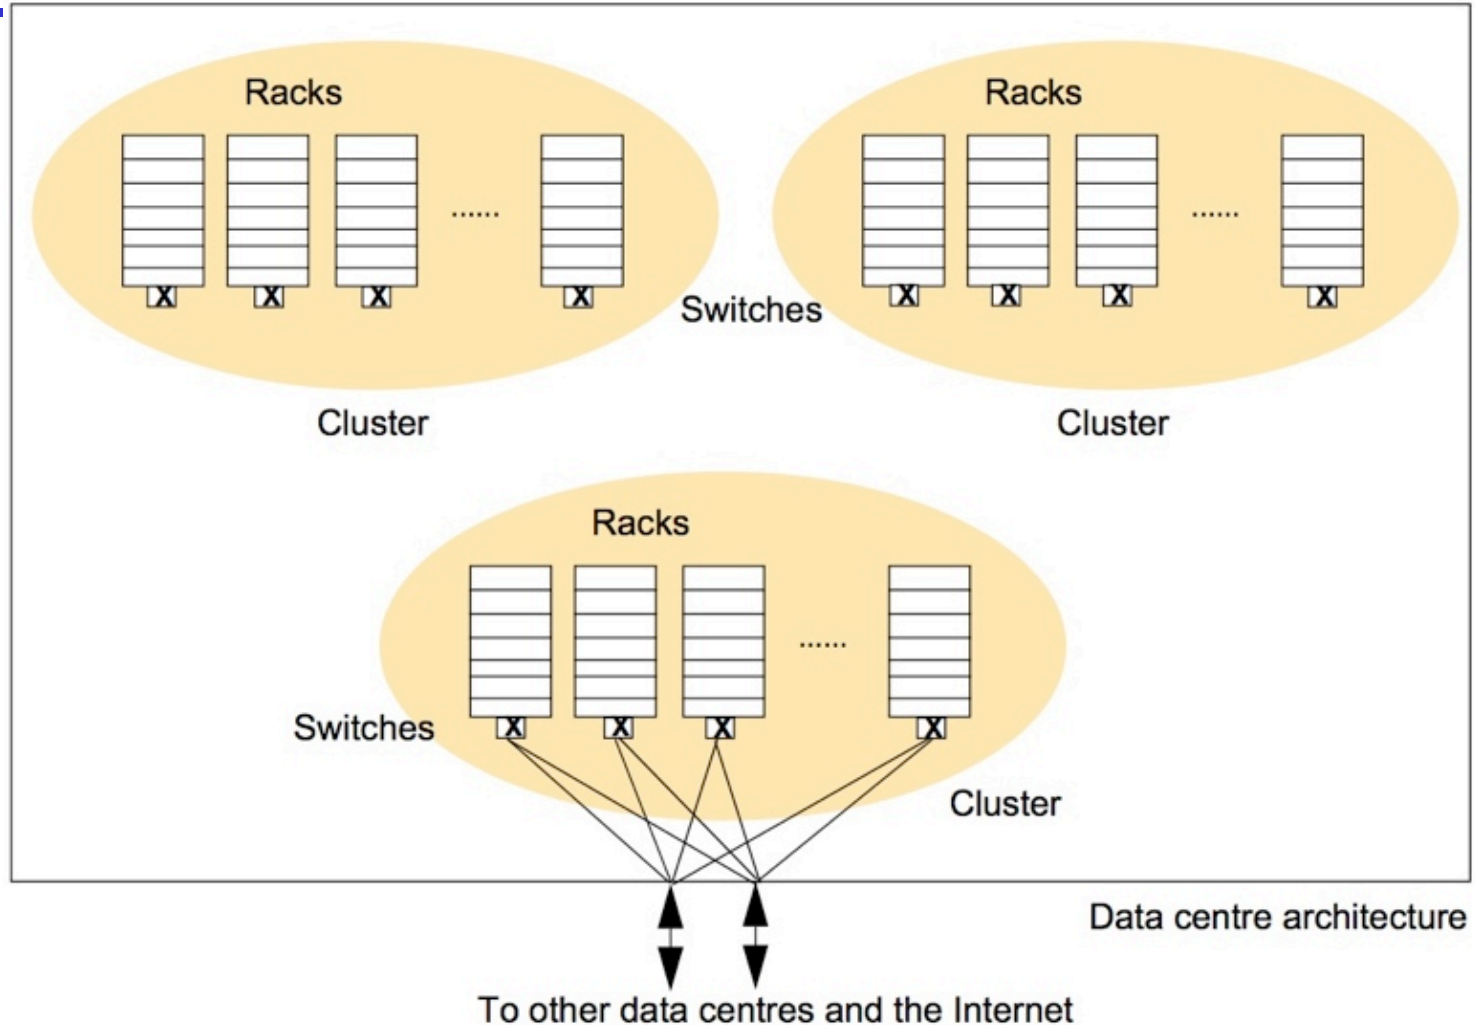 Racks
Racks
......
......
X X X X
X X X X
Switches
Cluster
Cluster
Racks
......
Switches
X X X X
Cluster
Data centre architecture
To other data centres and the Internet